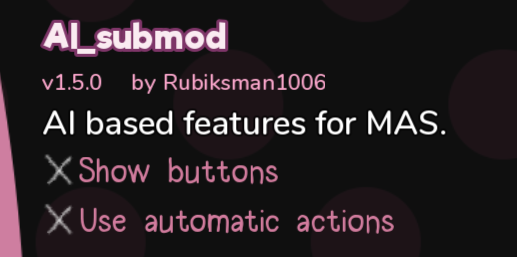 AI_submod
v1.5.0 by Rubiksman1006
AI based features for MAS.
Show buttons
Use automatic actions